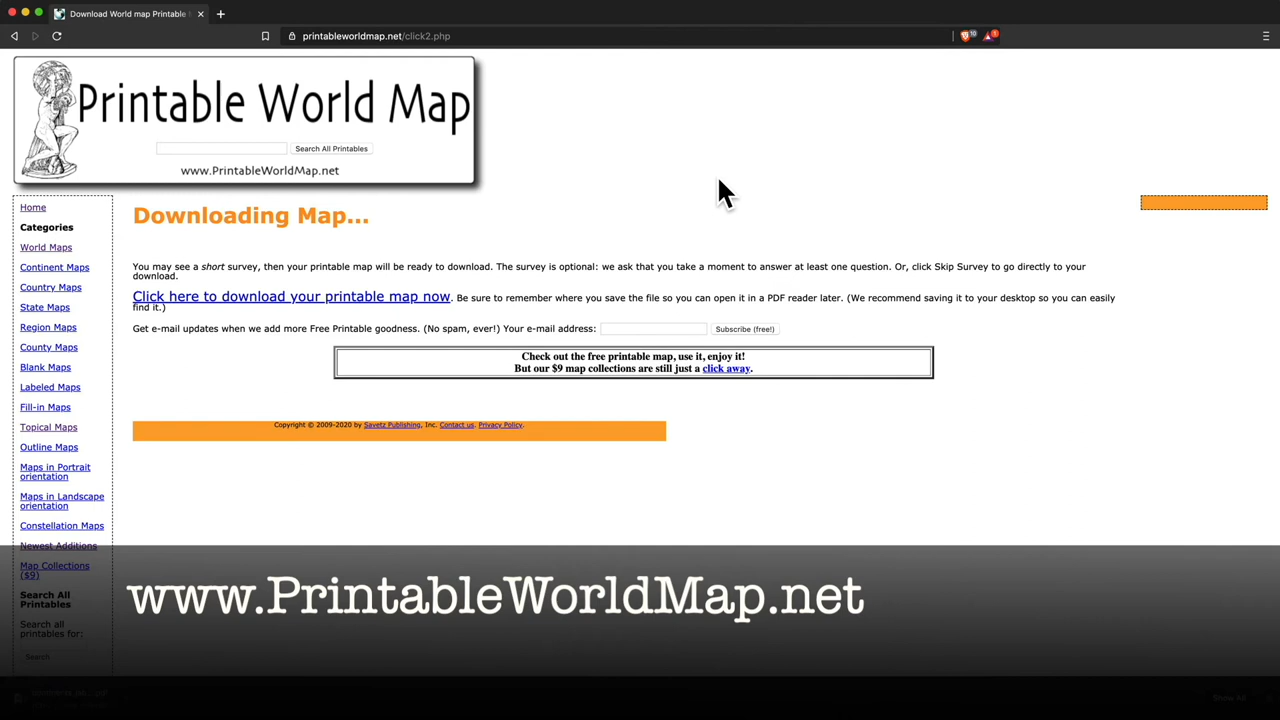 Download World map Printable
printableworldmap.net/click2.php
10
1
Printable World Map
Search All Printables
www.PrintableWorldMap.net
Home
Categories
World Maps
Continent Maps
Country Maps
State Maps
Region Maps
County Maps
Blank Maps
Labeled Maps
Fill-in Maps
Topical Maps
Outline Maps
Maps in Portrait
orientation
Maps in Landscape
orientation
Constellation Maps
Newest Additions
Map Collections
($9)
Search All
Printables
Search all
printables for:
Search
Downloading Map...
You may see a short survey, then your printable map will be ready to download. The survey is optional: we ask that you take a moment to answer at least one question. Or, click Skip Survey to go directly to your
download.
Click here to download your printable map now. Be sure to remember where you save the file so you can open it in a PDF reader later. (We recommend saving it to your desktop so you can easily
find it.)
Get e-mail updates when we add more Free Printable goodness. (No spam, ever!) Your e-mail address:
Subscribe (free!)
Check out the free printable map, use it, enjoy it!
But our $9 map collections are still just a click away.
Copyright © 2009-2020 by Savetz Publishing, Inc. Contact us. Privacy Policy.
www.PrintableWorldMap.net
Show All